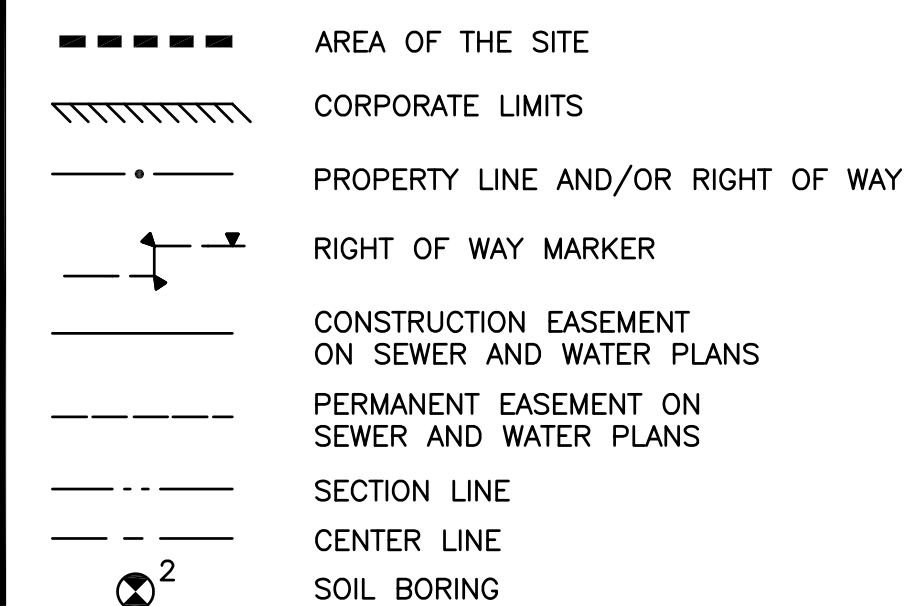 AREA OF THE SITE
CORPORATE LIMITS
PROPERTY LINE AND/OR RIGHT OF WAY
RIGHT OF WAY MARKER
CONSTRUCTION EASEMENT
ON SEWER AND WATER PLANS
PERMANENT EASEMENT ON
SEWER AND WATER PLANS
SECTION LINE
CENTER LINE
2
SOIL BORING